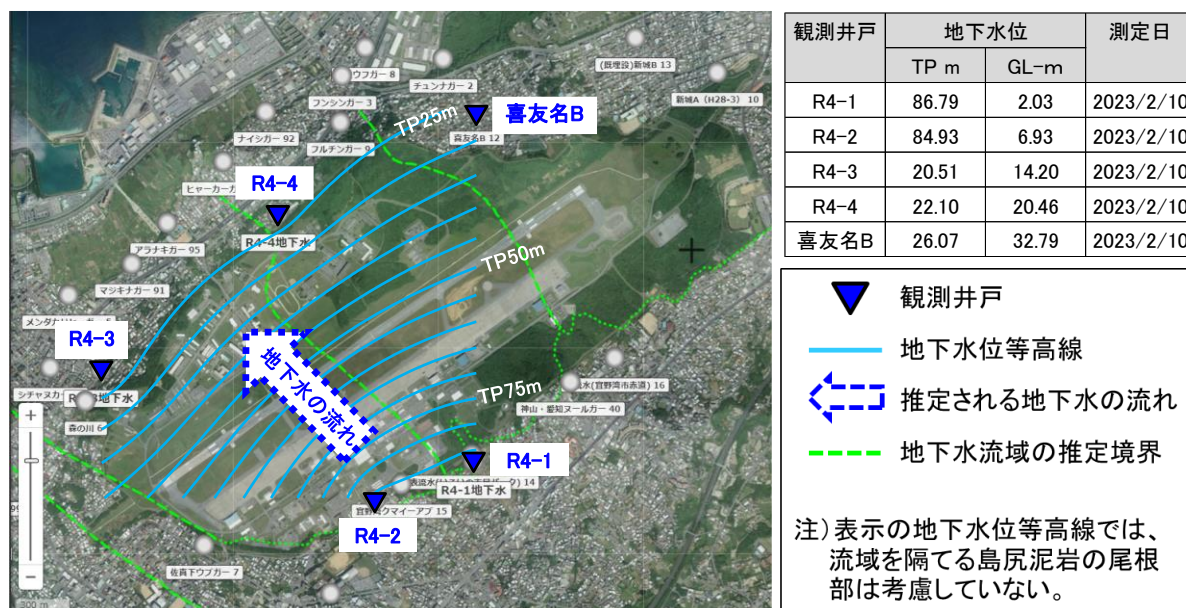 ウフガー 8
チュンナガー 2
(既埋設)新城B 13
新城A（H28-3） 10
フンシンガー 3
TP25m
喜友名B
喜友名B 12
ナイシガー 92
フルチンガー 9
ヒャーカーガ
R4-4
R4-4地下水
アラナキガー 95
TP50m
マジキナガー 91
R4-3
地下水の流れ
シチャヌカ
地下水
森の川 6
TP75m
水(宜野湾市赤道) 16
神山・愛知ヌールガー 40
R4-1
14
R4-1地下水
15
R4-2
佐真下ウブガー 7
+
−
300 m
観測井戸 地下水位 測定日
TP m GL-m
R4-1 86.79 2.03 2023/2/10
R4-2 84.93 6.93 2023/2/10
R4-3 20.51 14.20 2023/2/10
R4-4 22.10 20.46 2023/2/10
喜友名B 26.07 32.79 2023/2/10
観測井戸
地下水位等高線
推定される地下水の流れ
地下水流域の推定境界
注）表示の地下水位等高線では、
流域を隔てる島尻泥岩の尾根
部は考慮していない。